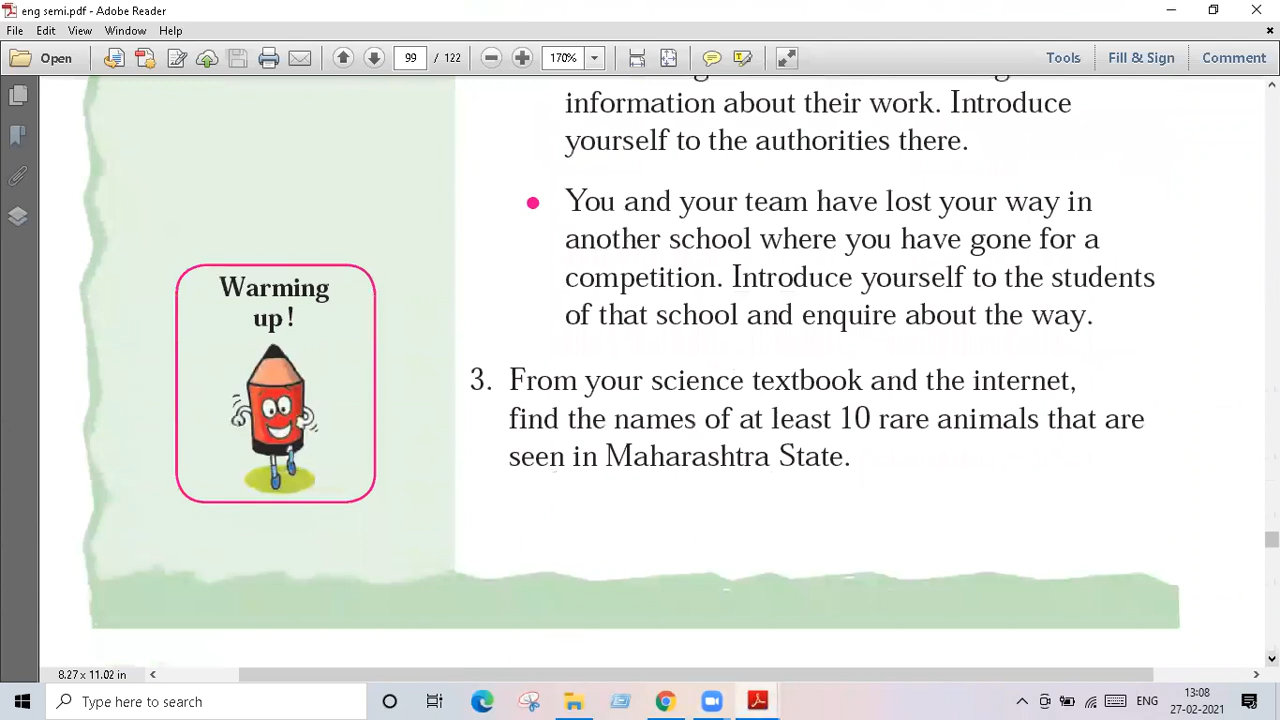 eng semi.pdf - Adobe Reader
File Edit View Window Help
Open 99 / 122 170% Tools Fill & Sign Comment
information about their work. Introduce
yourself to the authorities there.
• You and your team have lost your way in
another school where you have gone for a
competition. Introduce yourself to the students
of that school and enquire about the way.
Warming
up!
3. From your science textbook and the internet,
find the names of at least 10 rare animals that are
seen in Maharashtra State.
8.27 x 11.02 in
Type here to search
ENG
13:08
27-02-2021